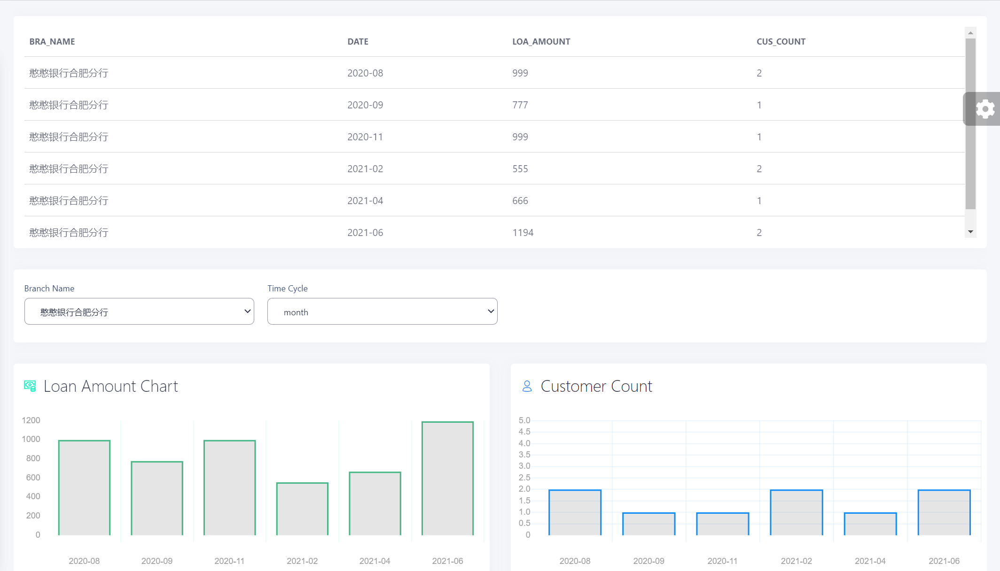 BRA_NAME DATE LOA_AMOUNT CUS_COUNT
憨憨银行合肥分行 2020-08 999 2
憨憨银行合肥分行 2020-09 777 1
憨憨银行合肥分行 2020-11 999 1
憨憨银行合肥分行 2021-02 555 2
憨憨银行合肥分行 2021-04 666 1
憨憨银行合肥分行 2021-06 1194 2
Branch Name Time Cycle
憨憨银行合肥分行 month
Loan Amount Chart
1200
1000
800
600
400
200
0
2020-08 2020-09 2020-11 2021-02 2021-04 2021-06
Customer Count
5.0
4.5
4.0
3.5
3.0
2.5
2.0
1.5
1.0
0.5
0
2020-08 2020-09 2020-11 2021-02 2021-04 2021-06